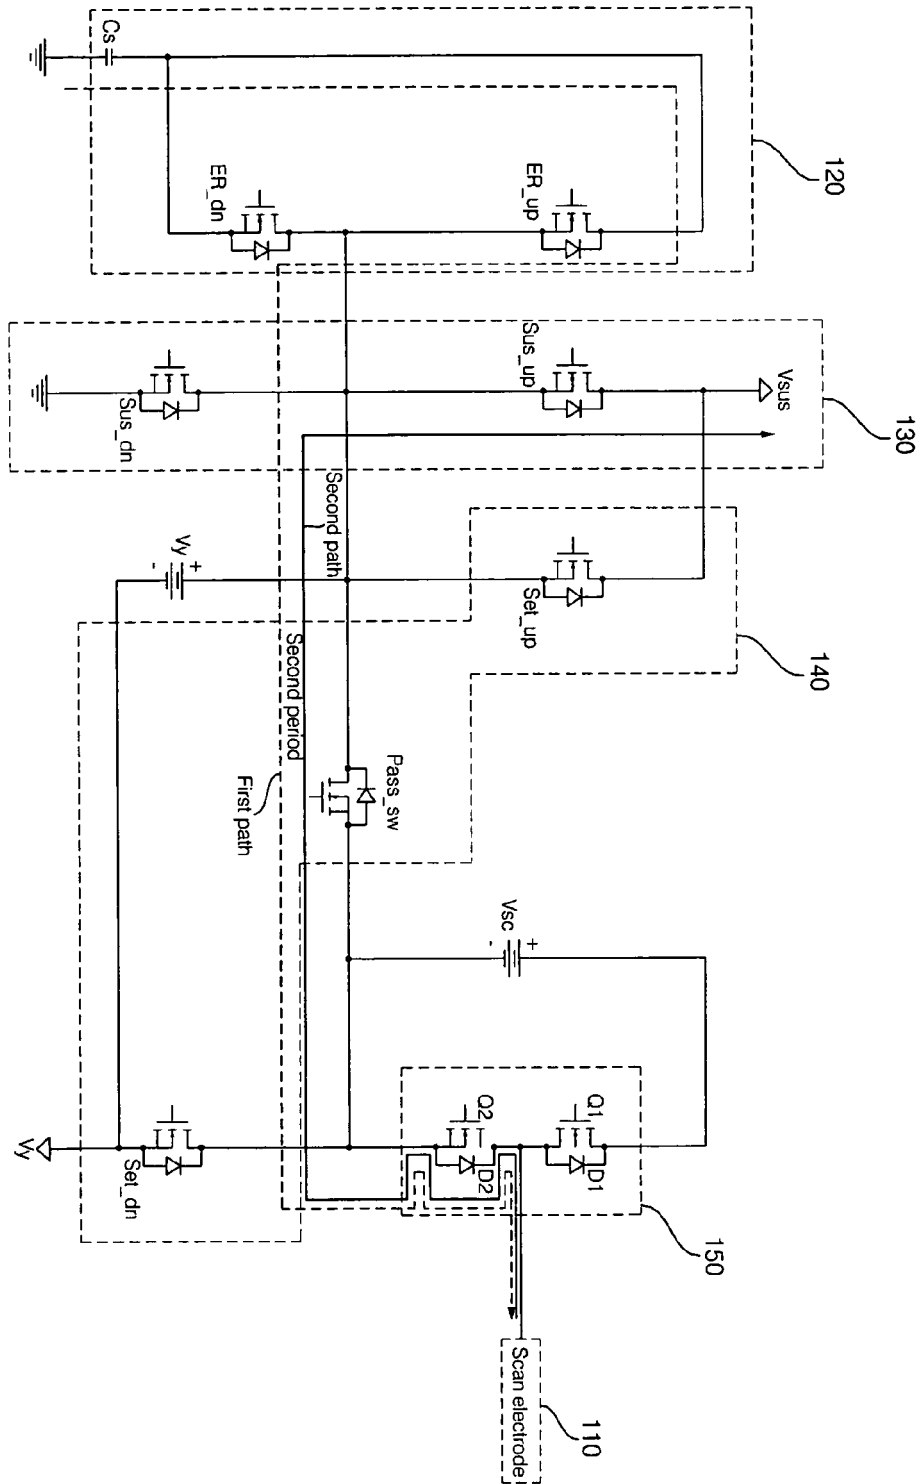 120
Cs
ER_dn
ER_up
130
Vsus
Sus_up
Sus_dn
140
Set_up
Second path
Vy
+
-
Second period
First path
Pass_sw
Vsc
+
-
150
Q1
D1
Q2
D2
Set_dn
Vy
110
Scan electrode